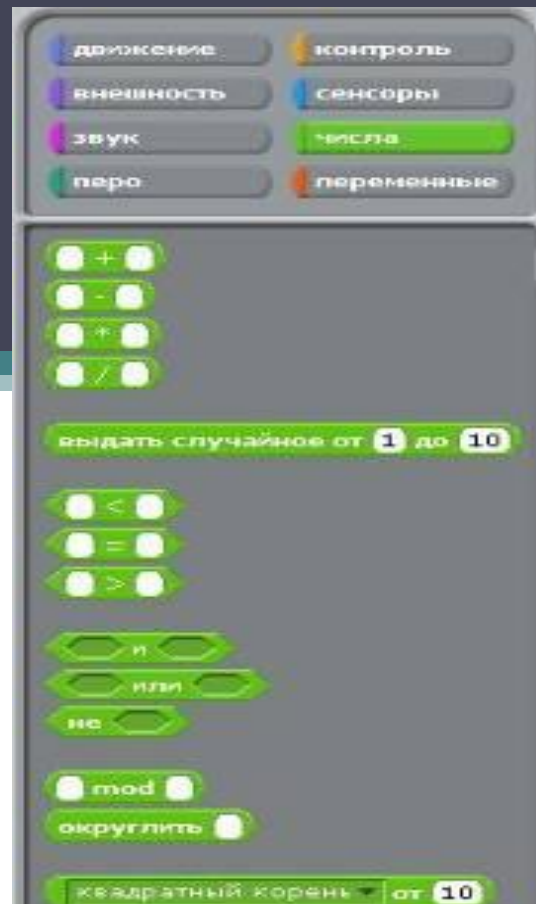 движение контроль
внешность сенсоры
звук числа
перо переменные
+
-
*
/
выдать случайное от 1 до 10
<
=
>
и
или
не
mod
округлить
квадратный корень от 10